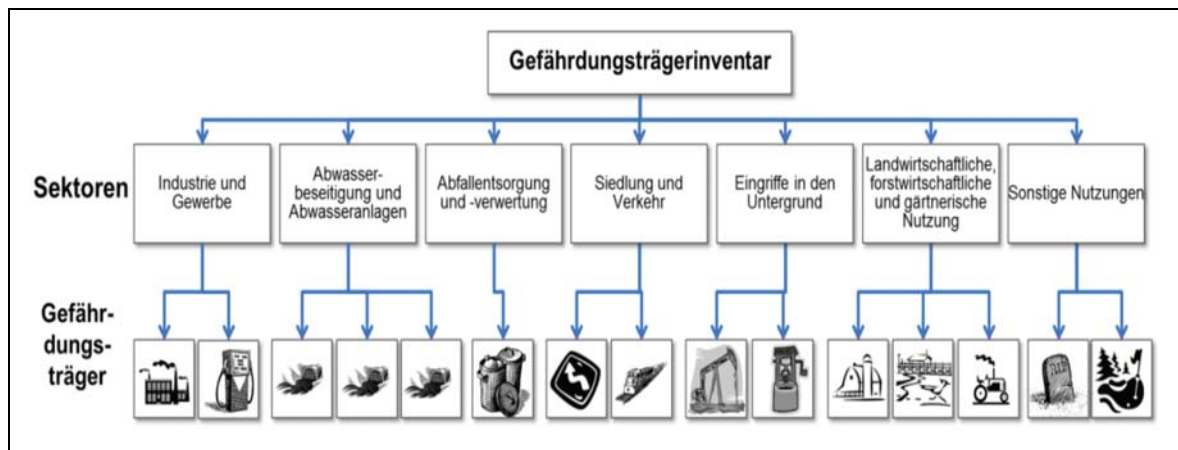 Gefährdungsträgerinventar
Sektoren
Industrie und
Gewerbe
Abwasser-
beseitigung und
Abwasseranlagen
Abfallentsorgung
und -verwertung
Siedlung und
Verkehr
Eingriffe in den
Untergrund
Landwirtschaftliche,
forstwirtschaftliche
und gärtnerische
Nutzung
Sonstige Nutzungen
Gefähr-
dungs-
träger